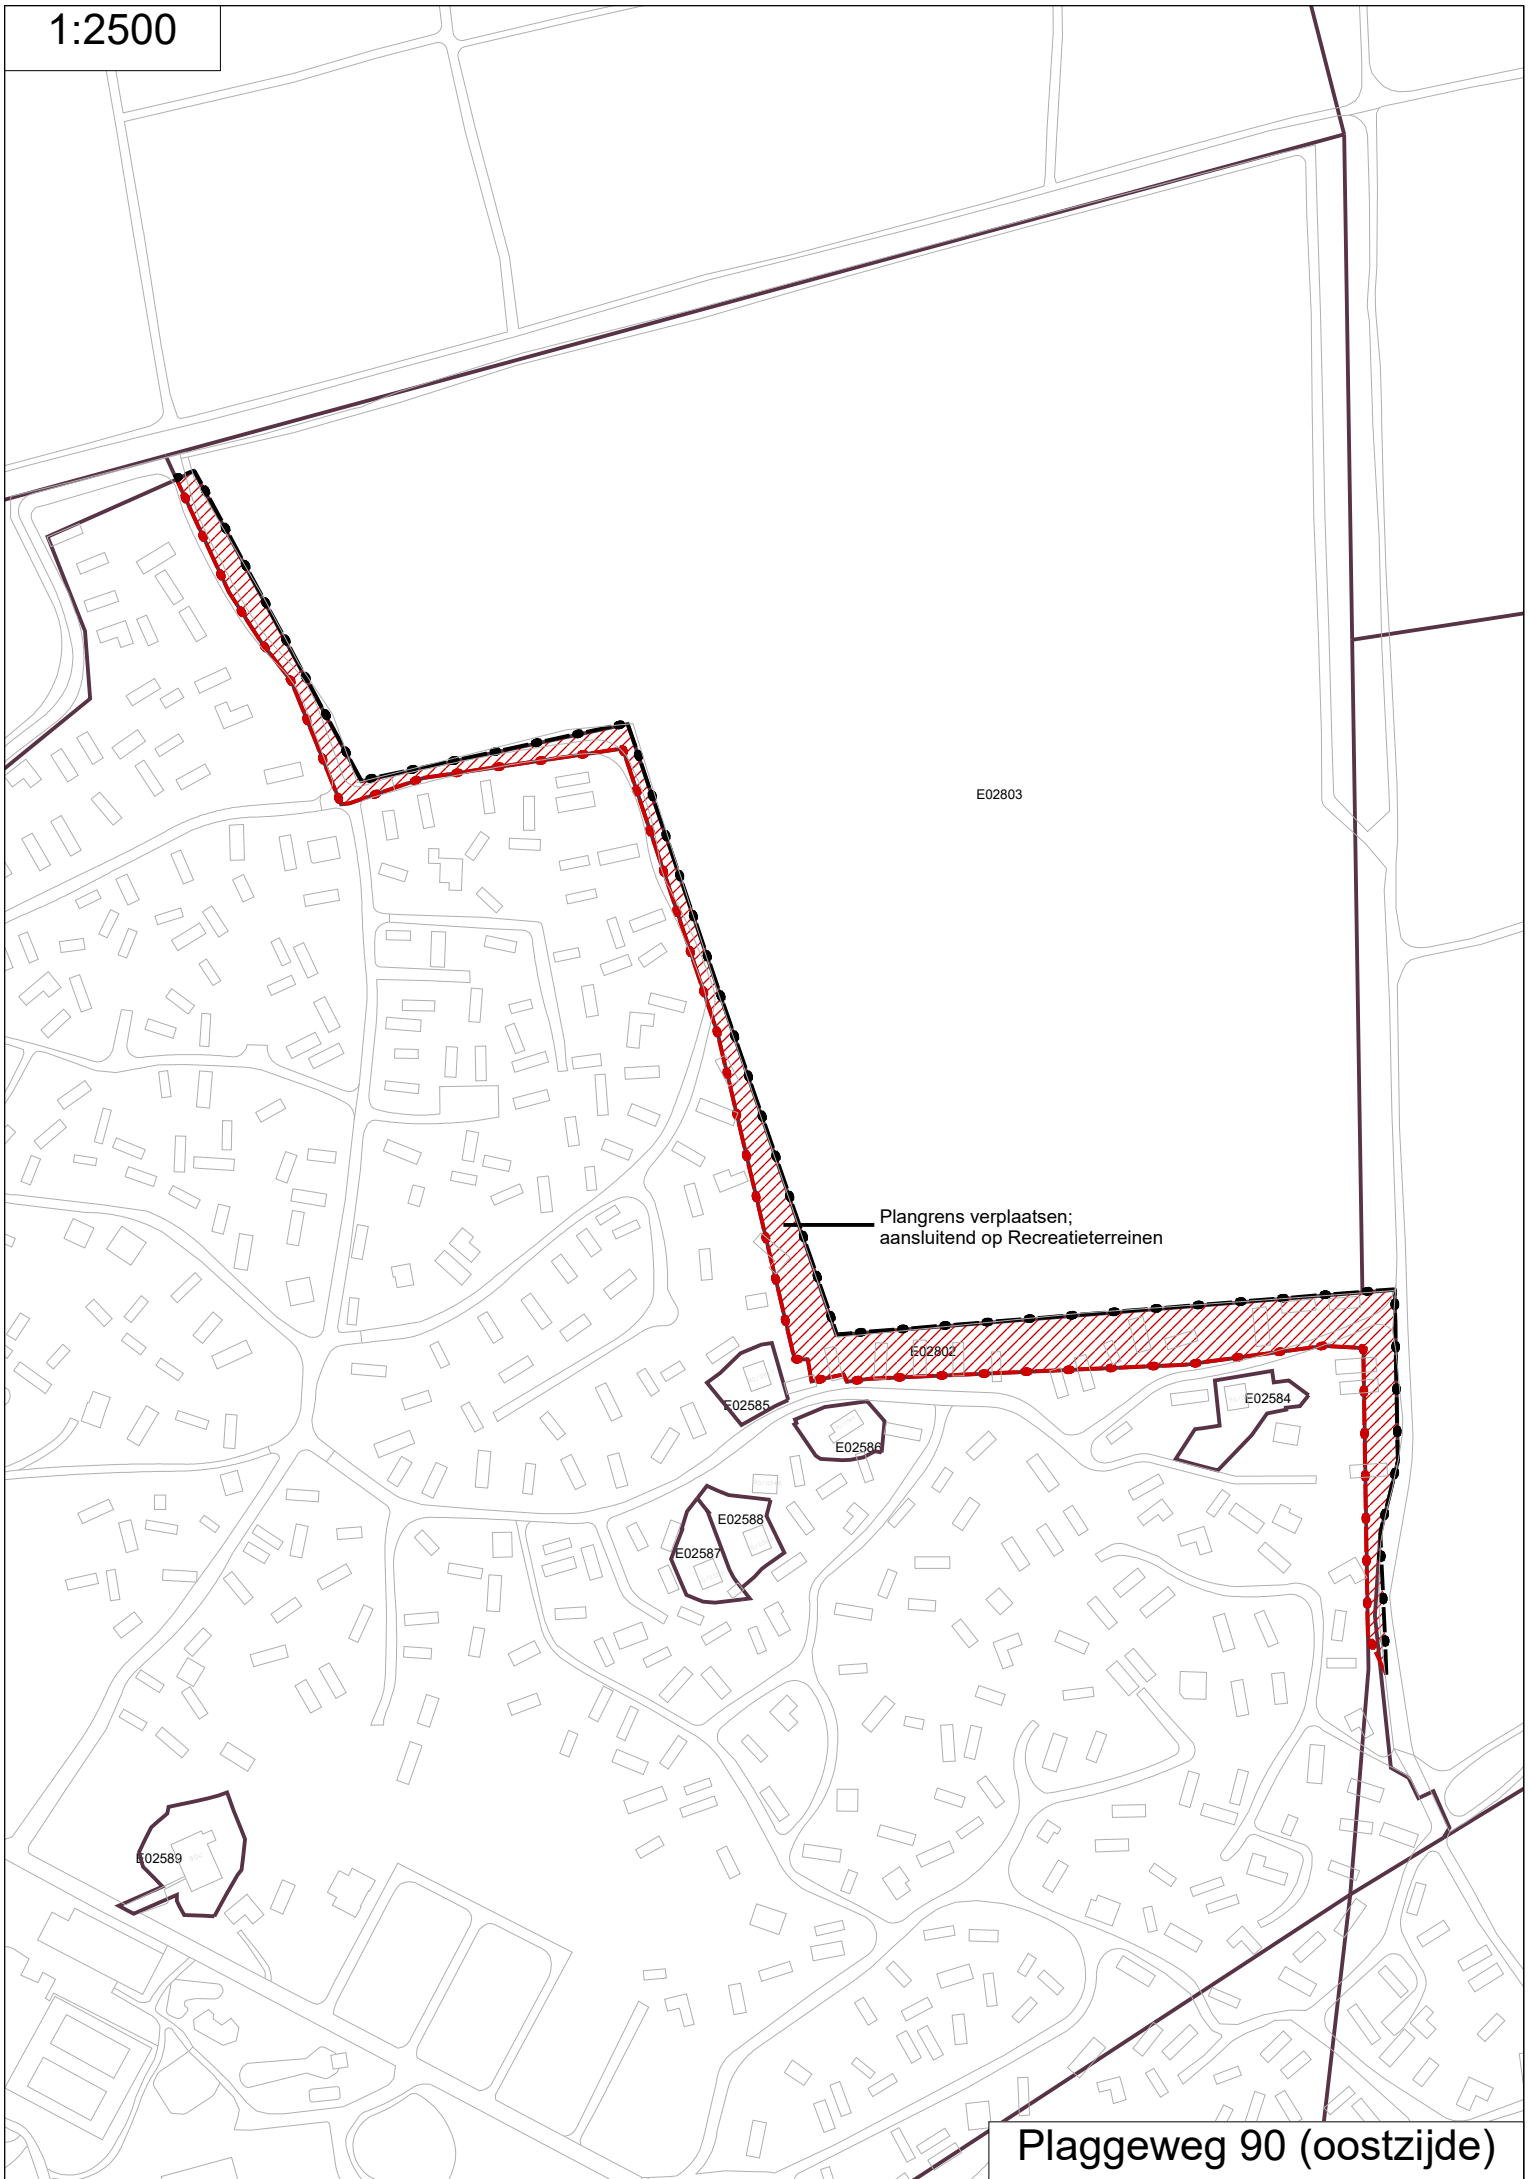 1:2500
E02803
Plangrens verplaatsen;
aansluitend op Recreatieterreinen
E02802
E02585
E02584
E02586
E02588
E02587
E02589
Plaggeweg 90 (oostzijde)